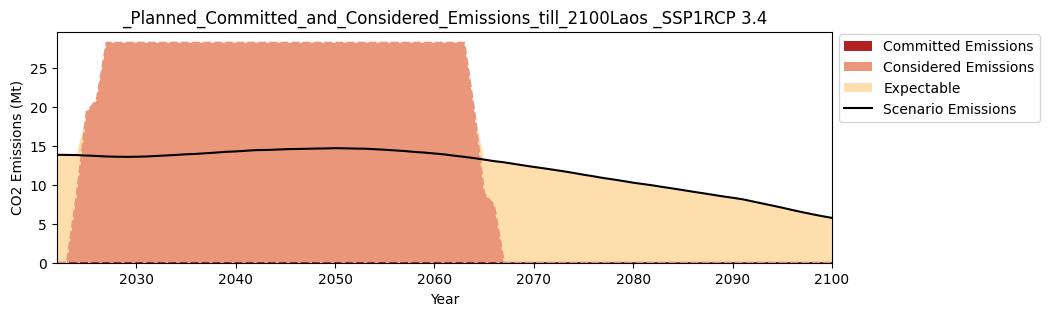 _Planned_Committed_and_Considered_Emissions_till_2100Laos _SSP1RCP 3.4
Committed Emissions
Considered Emissions
Expectable
Scenario Emissions
CO2 Emissions (Mt)
25
20
15
10
5
0
2030 2040 2050 2060 2070 2080 2090 2100
Year